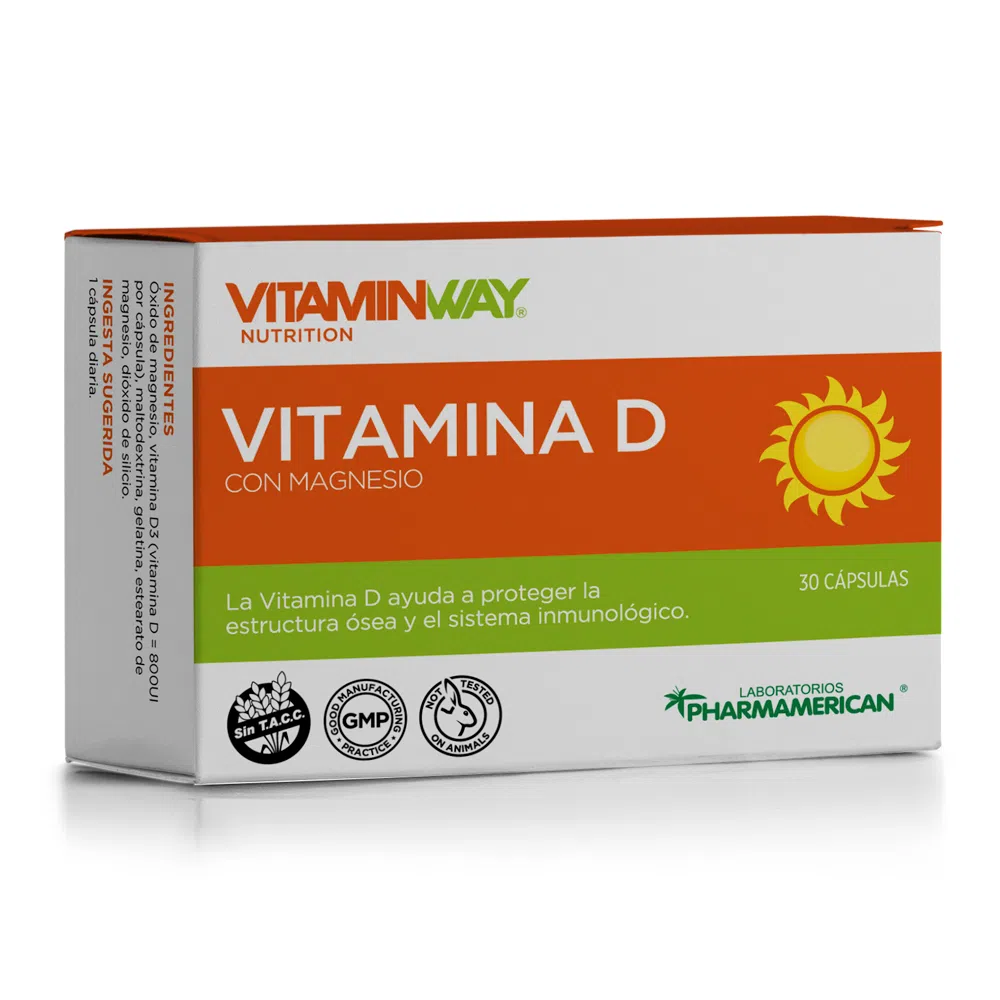 VITAMINWAY®
NUTRITION
VITAMINA D
CON MAGNESIO
La Vitamina D ayuda a proteger la
estructura ósea y el sistema inmunológico.
30 CÁPSULAS
Sin T.A.C.C.
GOOD MANUFACTURING
GMP
• PRACTICE •
NOT TESTED
ON ANIMALS
LABORATORIOS
PHARMAMERICAN®
INGREDIENTES
Óxido de magnesio, vitamina D3 (vitamina D = 800UI
por cápsula), maltodextrina, gelatina, estearato de
magnesio, dióxido de silicio.
INGESTA SUGERIDA
1 cápsula diaria.